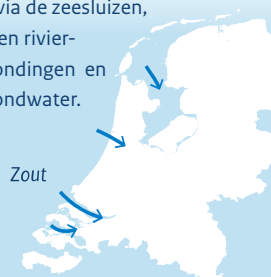 via de zeesluizen,
en rivier-
ondingen en
ondwater.
Zout